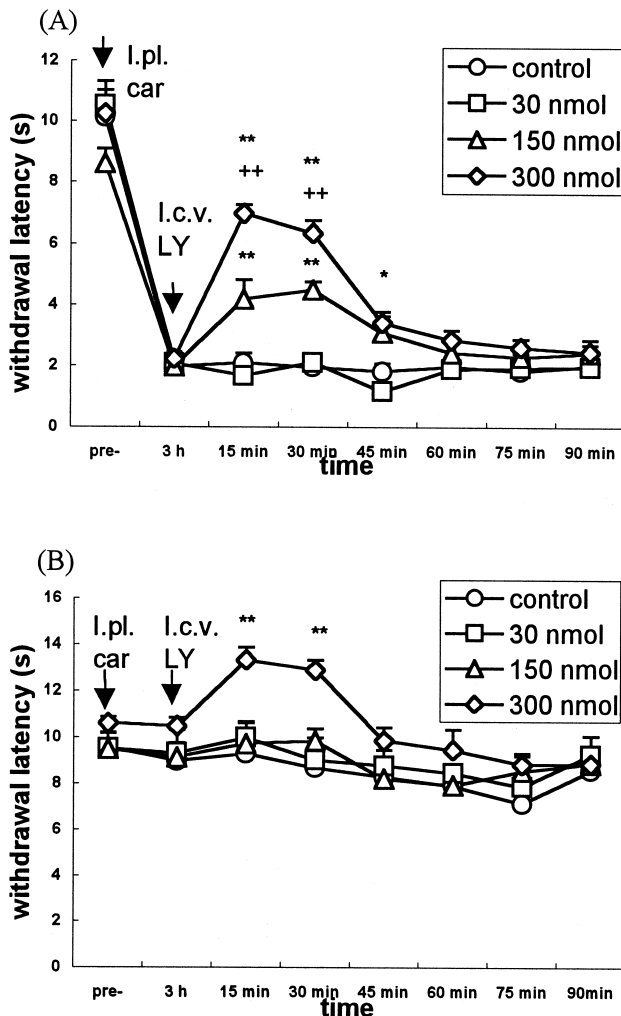 (A)
withdrawal latency (s)
12
10
8
6
4
2
0
I.pl.
car
I.c.v.
LY
**
++
**
++
**
**
*
control
30 nmol
150 nmol
300 nmol
pre- 3 h 15 min 30 min 45 min 60 min 75 min 90 min
time
(B)
withdrawal latency (s)
16
14
12
10
8
6
4
2
0
I.pl.
car
I.c.v.
LY
**
**
control
30 nmol
150 nmol
300 nmol
pre- 3 h 15 min 30 min 45 min 60 min 75 min 90min
time